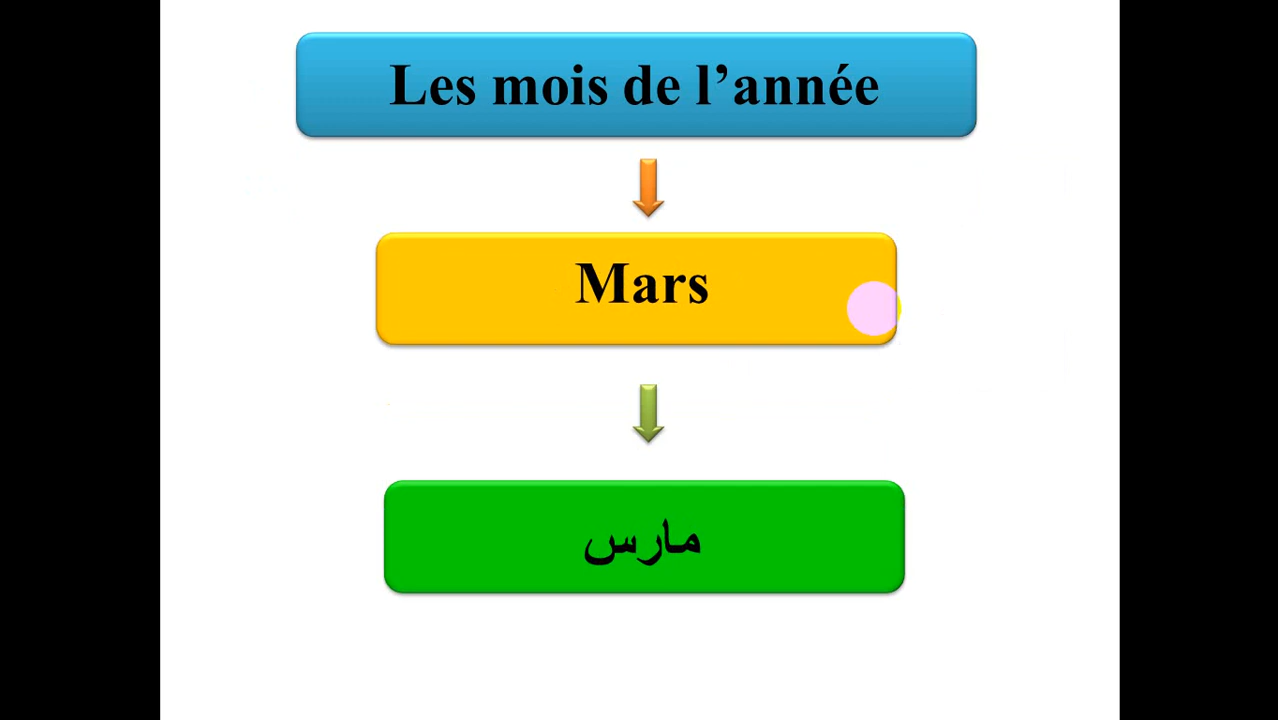 Les mois de l’année
Mars
مارس